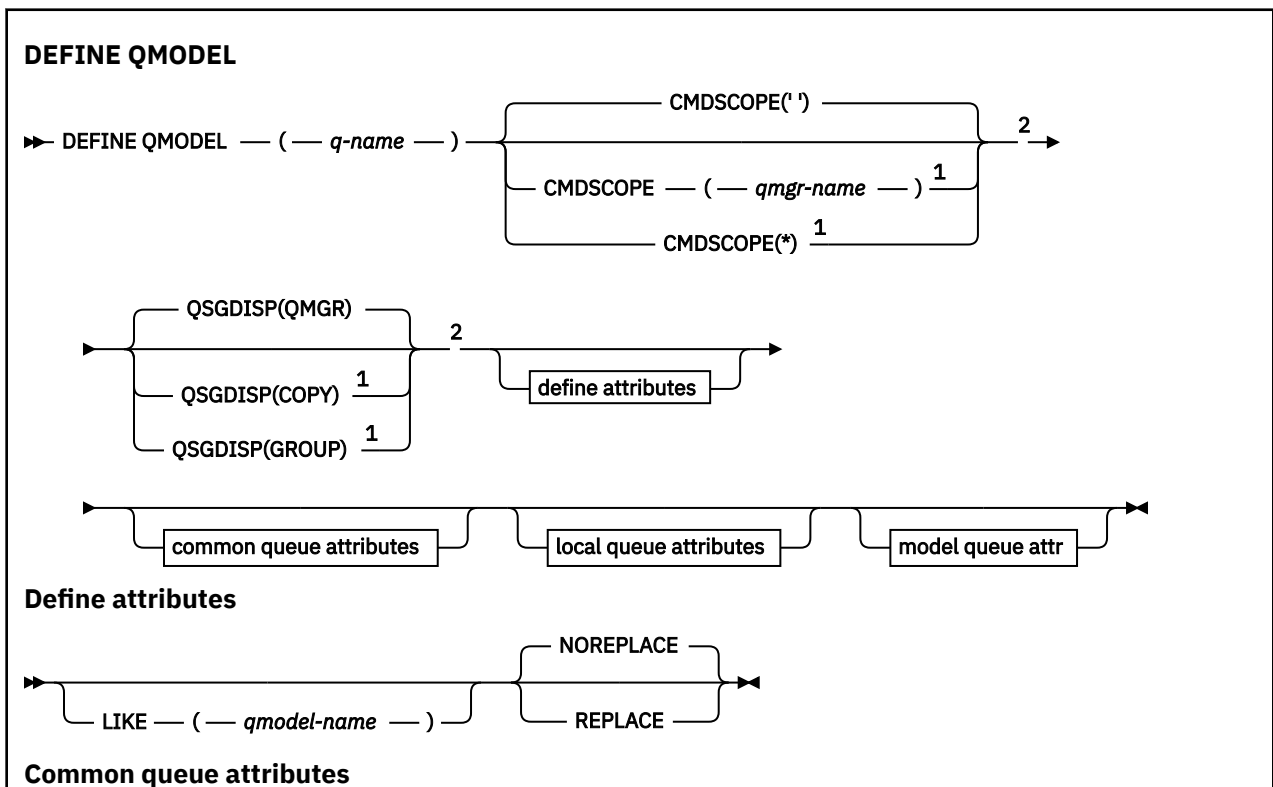 DEFINE QMODEL
CMDSCOPE(' ')
DEFINE QMODEL ( q-name ) 2
CMDSCOPE ( qmgr-name ) 1
CMDSCOPE(*) 1
QSGDISP(QMGR)
2
QSGDISP(COPY) 1
define attributes
QSGDISP(GROUP) 1
common queue attributes local queue attributes model queue attr
Define attributes
NOREPLACE
LIKE ( qmodel-name ) REPLACE
Common queue attributes